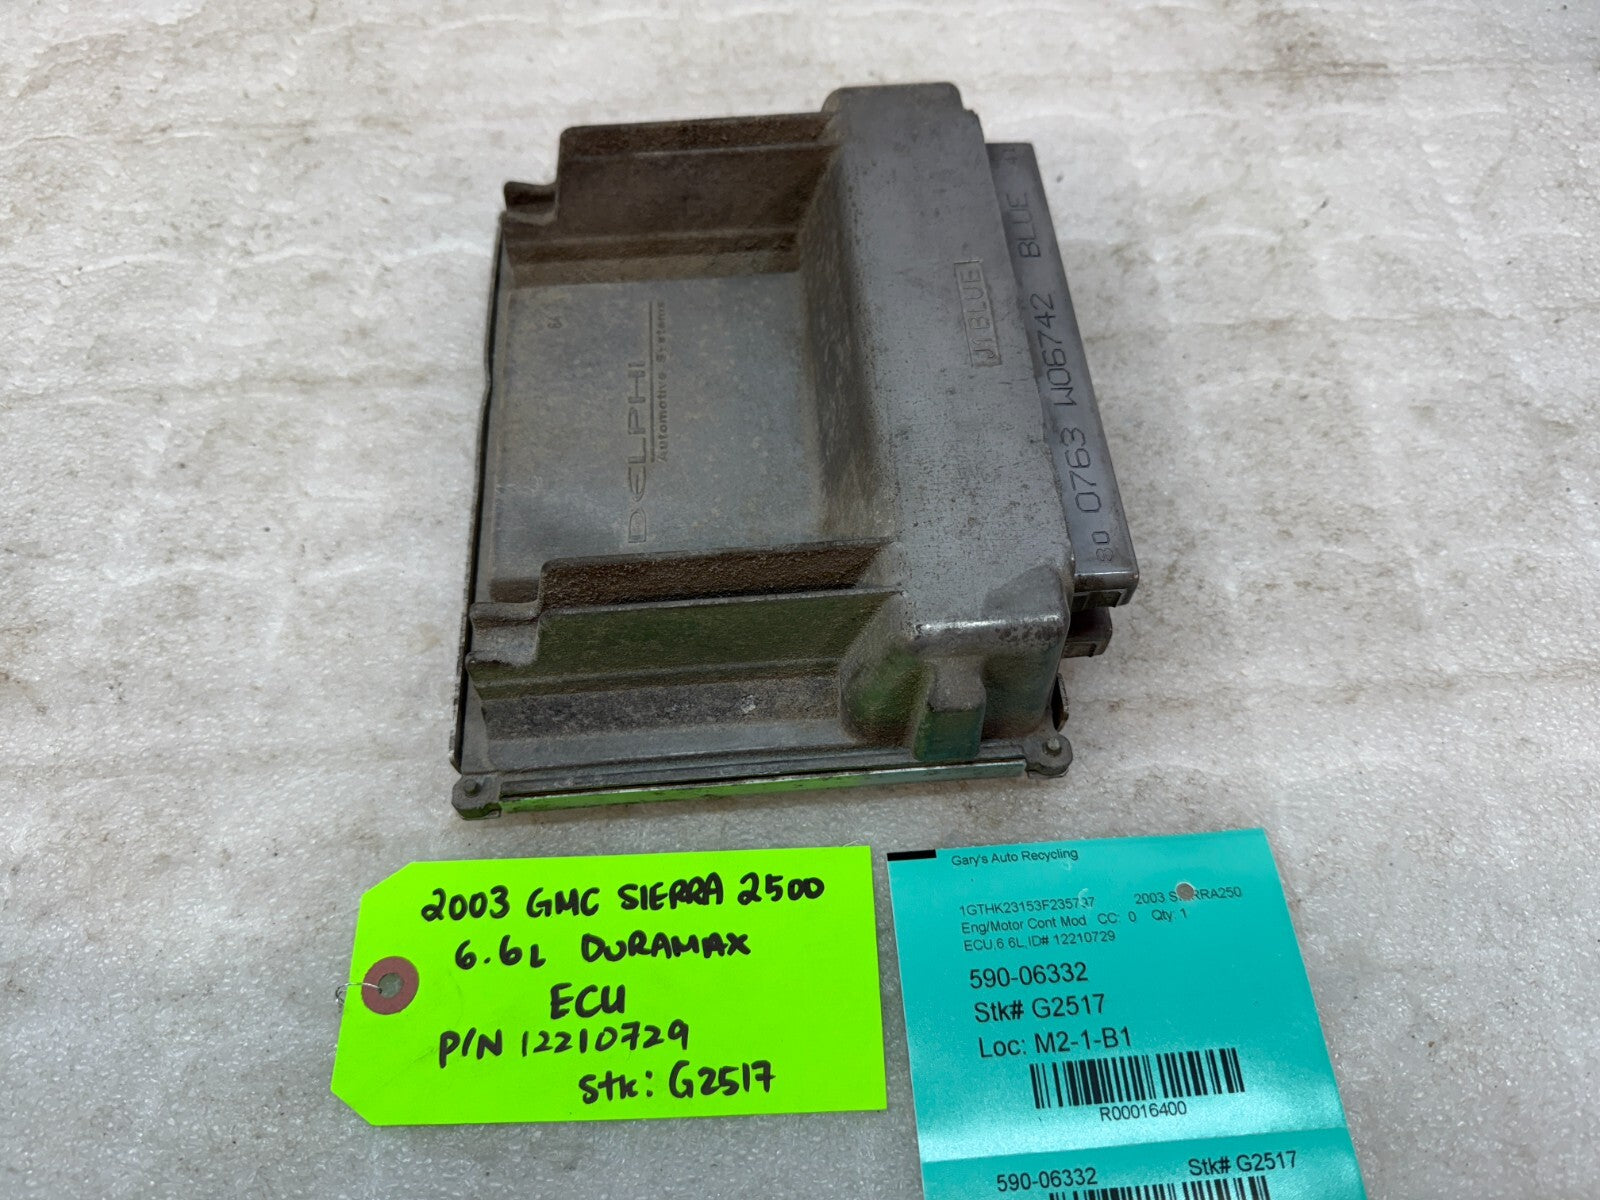 DELPHI
Automotive Systems
64
J1 BLUE
80 0763 W06742 BLUE
2003 GMC SIERRA 2500
6.6L DURAMAX
ECU
P/N 12210729
Stk: G2517
Gary's Auto Recycling
2003
Eng/Motor Cont Mod CC: 0 Qty: 1
ECU,6.6L,ID# 12210729
590-06332
Stk# G2517
Loc: M2-1-B1
R00016400
590-06332 Stk# G2517